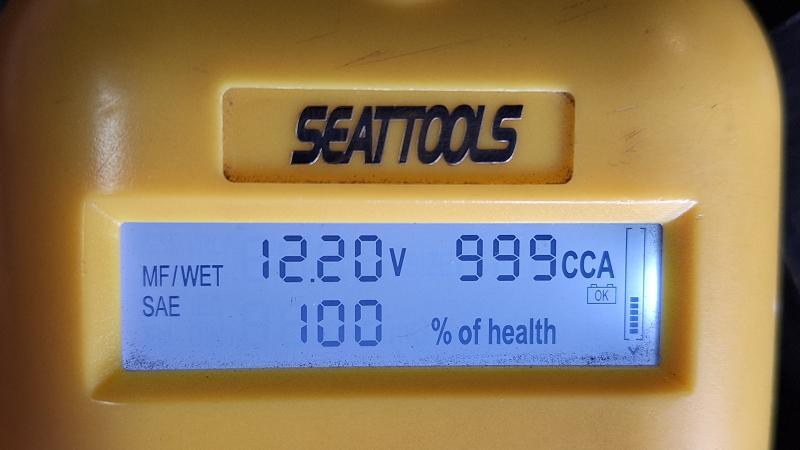 SEATTOOLS
MF/WET 12.20V 999CCA
SAE OK
100 % of health
V